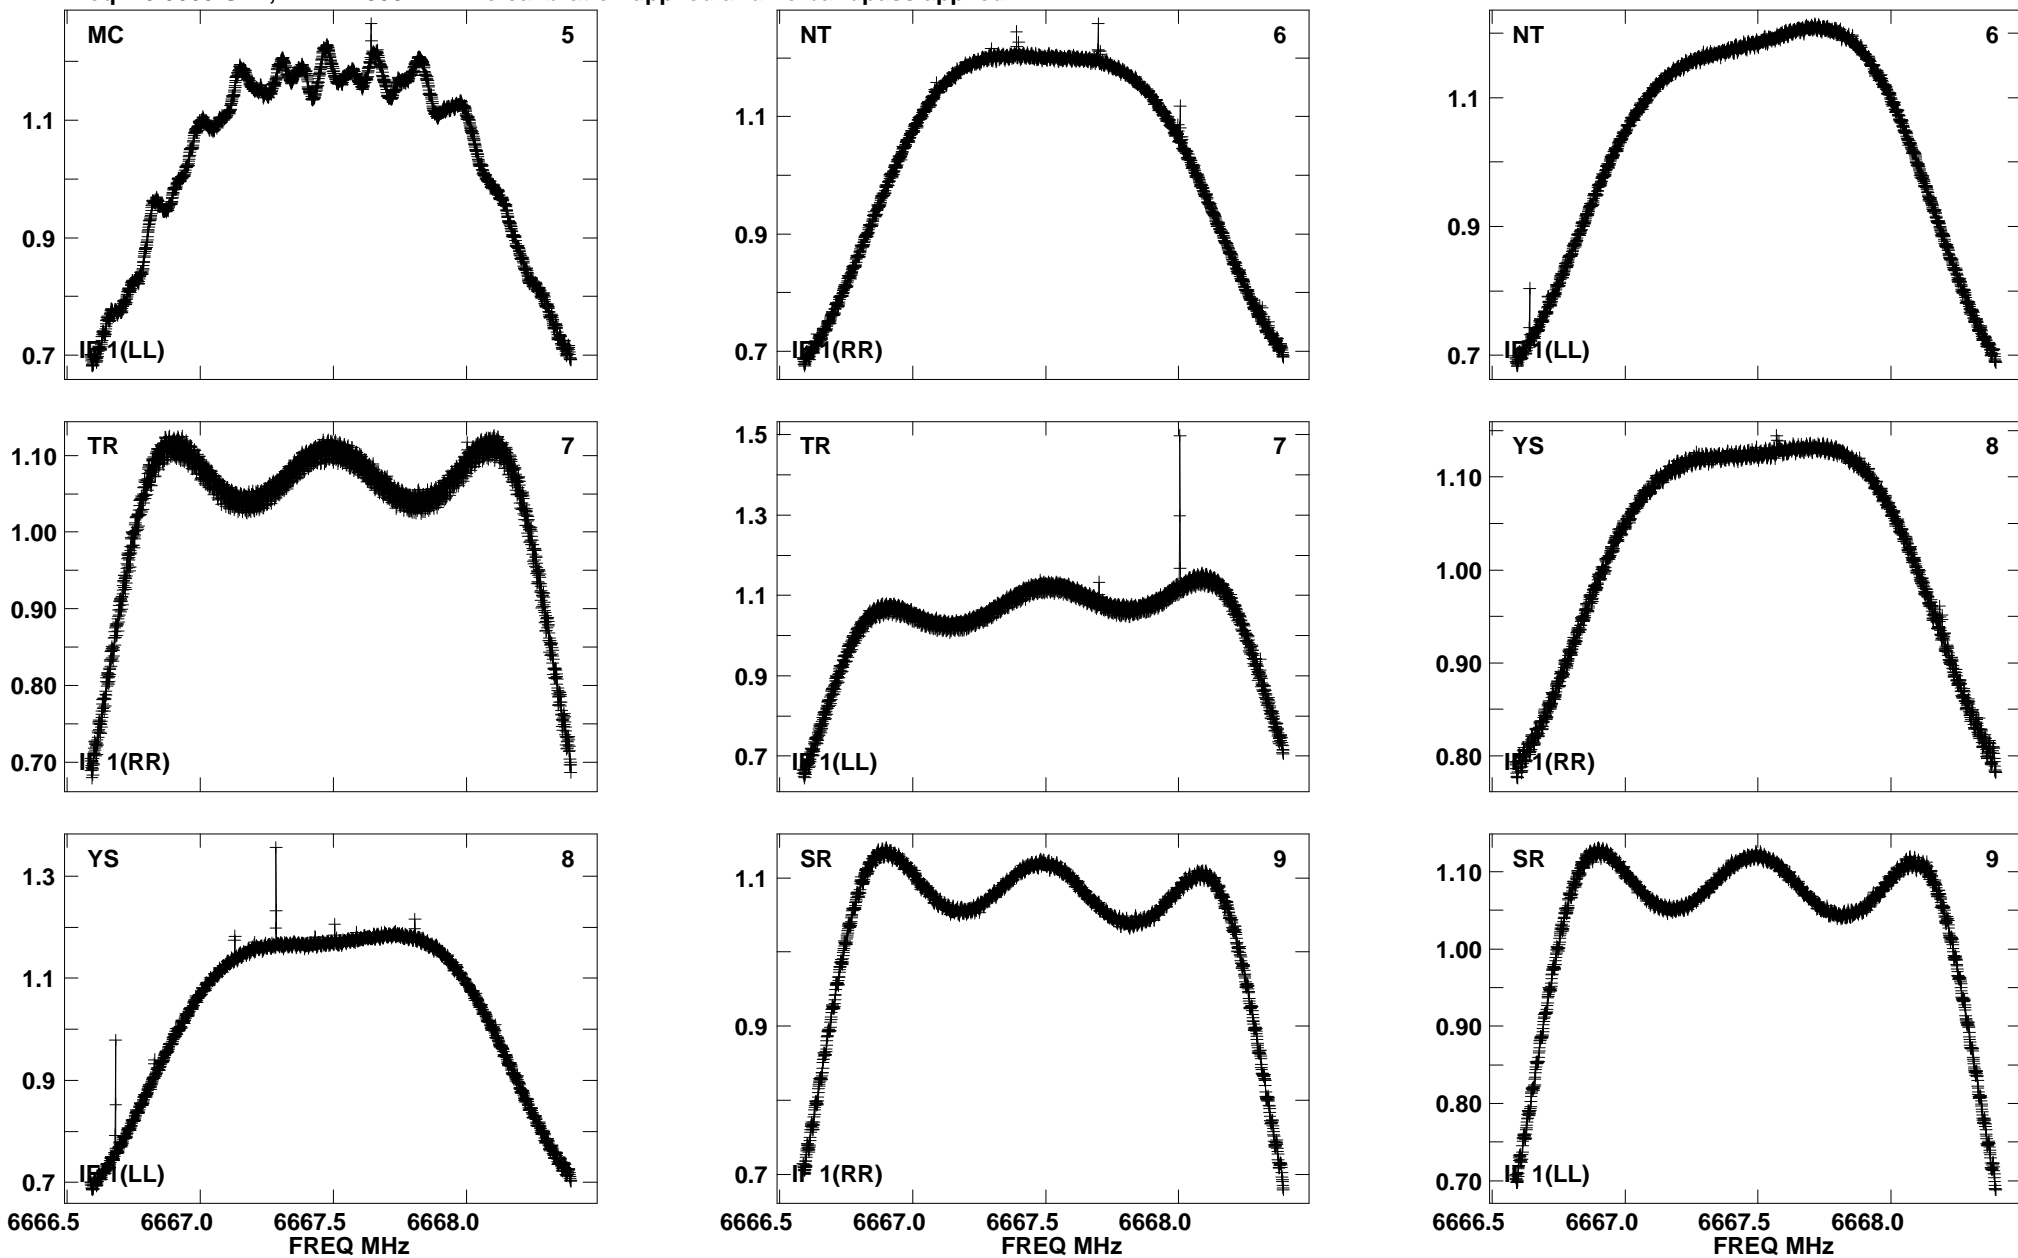 MC 5
1.1
0.9
0.7
IF 1(LL)
NT 6
1.1
0.9
0.7
IF 1(RR)
NT 6
1.1
0.9
0.7
IF 1(LL)
TR 7
1.10
1.00
0.90
0.80
0.70
IF 1(RR)
TR 7
1.5
1.3
1.1
0.9
0.7
IF 1(LL)
YS 8
1.10
1.00
0.90
0.80
IF 1(RR)
YS 8
1.3
1.1
0.9
0.7
IF 1(LL)
6666.5 6667.0 6667.5 6668.0
FREQ MHz
SR 9
1.1
0.9
0.7
IF 1(RR)
6666.5 6667.0 6667.5 6668.0
FREQ MHz
SR 9
1.10
1.00
0.90
0.80
0.70
IF 1(LL)
6666.5 6667.0 6667.5 6668.0
FREQ MHz